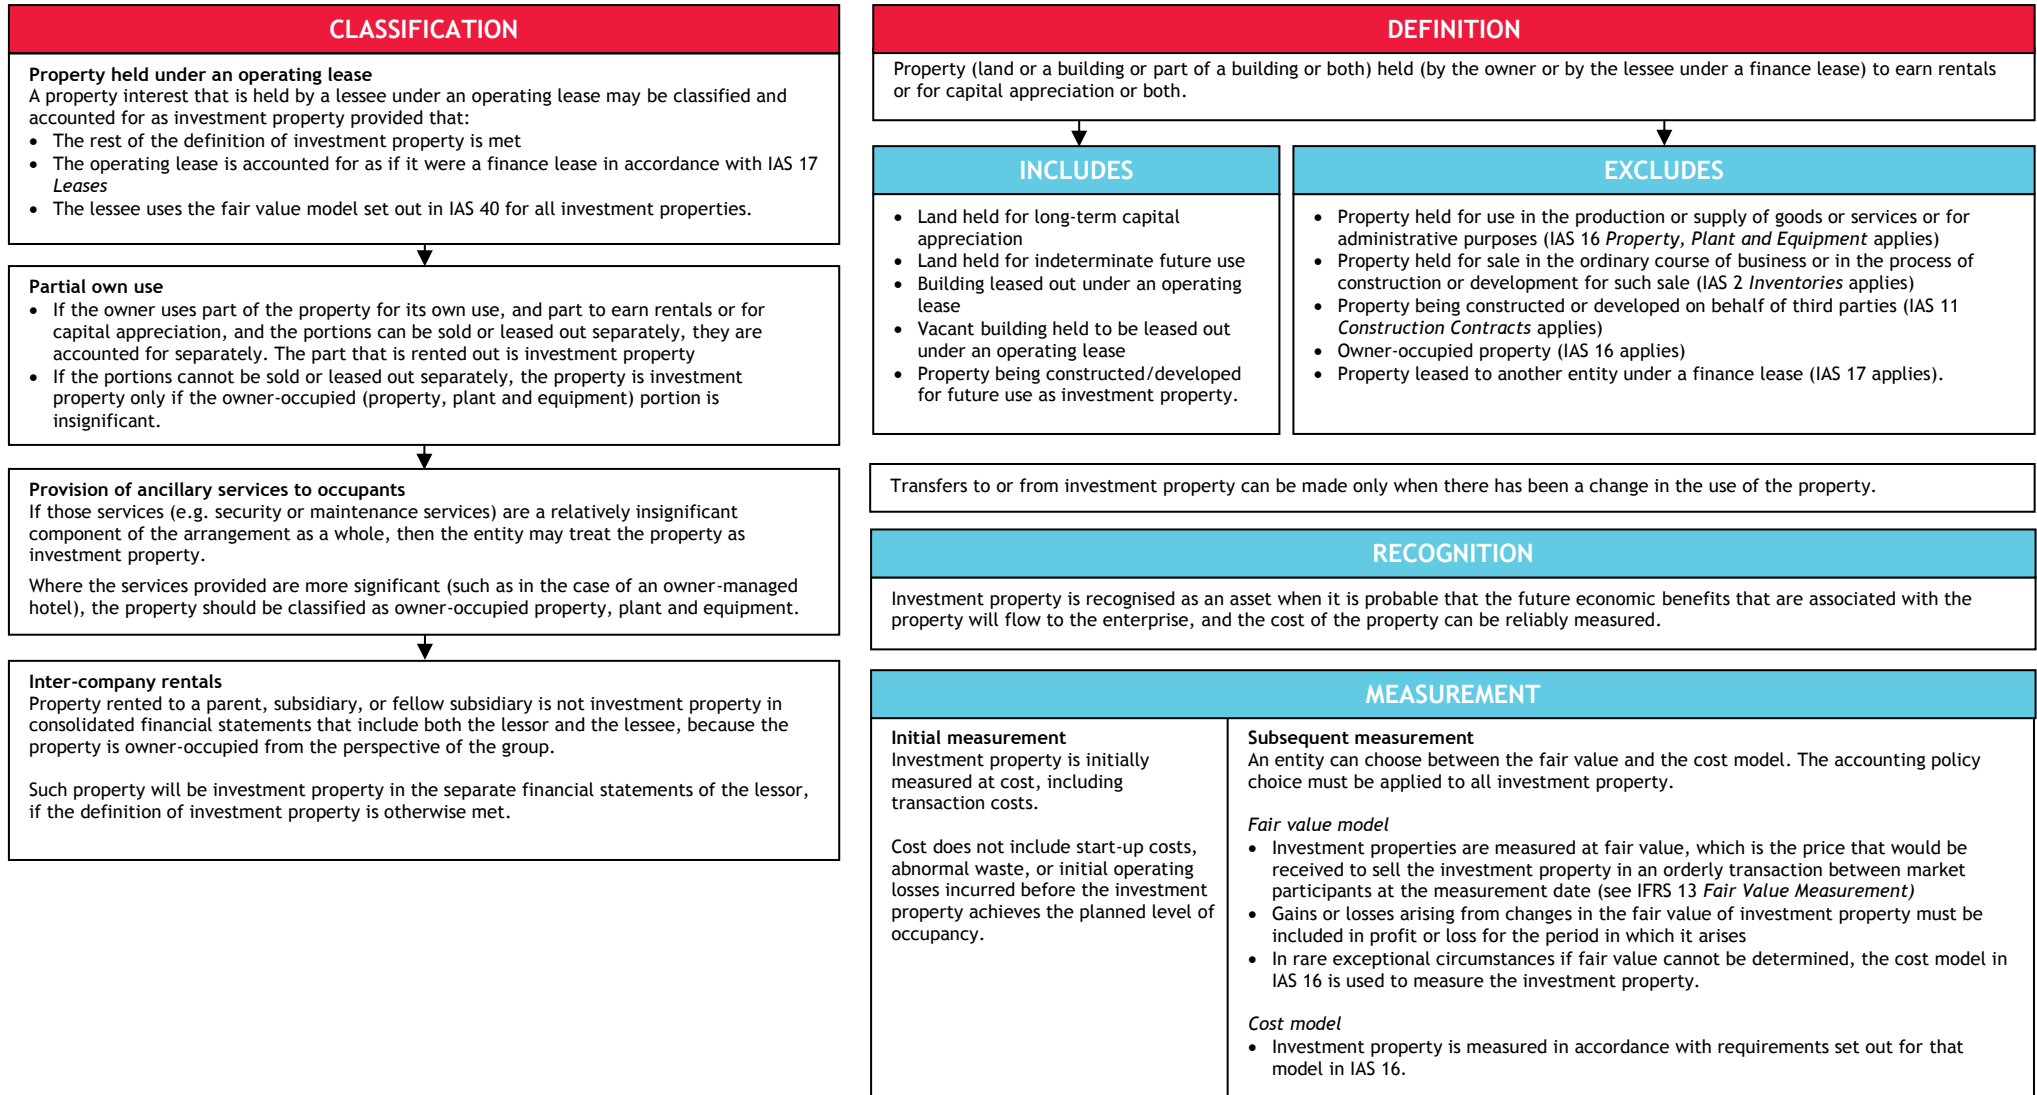 CLASSIFICATION
Property held under an operating lease
A property interest that is held by a lessee under an operating lease may be classified and
accounted for as investment property provided that:
• The rest of the definition of investment property is met
• The operating lease is accounted for as if it were a finance lease in accordance with IAS 17
Leases
• The lessee uses the fair value model set out in IAS 40 for all investment properties.
Partial own use
• If the owner uses part of the property for its own use, and part to earn rentals or for
capital appreciation, and the portions can be sold or leased out separately, they are
accounted for separately. The part that is rented out is investment property
• If the portions cannot be sold or leased out separately, the property is investment
property only if the owner-occupied (property, plant and equipment) portion is
insignificant.
Provision of ancillary services to occupants
If those services (e.g. security or maintenance services) are a relatively insignificant
component of the arrangement as a whole, then the entity may treat the property as
investment property.
Where the services provided are more significant (such as in the case of an owner-managed
hotel), the property should be classified as owner-occupied property, plant and equipment.
Inter-company rentals
Property rented to a parent, subsidiary, or fellow subsidiary is not investment property in
consolidated financial statements that include both the lessor and the lessee, because the
property is owner-occupied from the perspective of the group.
Such property will be investment property in the separate financial statements of the lessor,
if the definition of investment property is otherwise met.
DEFINITION
Property (land or a building or part of a building or both) held (by the owner or by the lessee under a finance lease) to earn rentals
or for capital appreciation or both.
INCLUDES
• Land held for long-term capital
appreciation
• Land held for indeterminate future use
• Building leased out under an operating
lease
• Vacant building held to be leased out
under an operating lease
• Property being constructed/developed
for future use as investment property.
EXCLUDES
• Property held for use in the production or supply of goods or services or for
administrative purposes (IAS 16 Property, Plant and Equipment applies)
• Property held for sale in the ordinary course of business or in the process of
construction or development for such sale (IAS 2 Inventories applies)
• Property being constructed or developed on behalf of third parties (IAS 11
Construction Contracts applies)
• Owner-occupied property (IAS 16 applies)
• Property leased to another entity under a finance lease (IAS 17 applies).
Transfers to or from investment property can be made only when there has been a change in the use of the property.
RECOGNITION
Investment property is recognised as an asset when it is probable that the future economic benefits that are associated with the
property will flow to the enterprise, and the cost of the property can be reliably measured.
MEASUREMENT
Initial measurement
Investment property is initially
measured at cost, including
transaction costs.
Cost does not include start-up costs,
abnormal waste, or initial operating
losses incurred before the investment
property achieves the planned level of
occupancy.
Subsequent measurement
An entity can choose between the fair value and the cost model. The accounting policy
choice must be applied to all investment property.
Fair value model
• Investment properties are measured at fair value, which is the price that would be
received to sell the investment property in an orderly transaction between market
participants at the measurement date (see IFRS 13 Fair Value Measurement)
• Gains or losses arising from changes in the fair value of investment property must be
included in profit or loss for the period in which it arises
• In rare exceptional circumstances if fair value cannot be determined, the cost model in
IAS 16 is used to measure the investment property.
Cost model
• Investment property is measured in accordance with requirements set out for that
model in IAS 16.